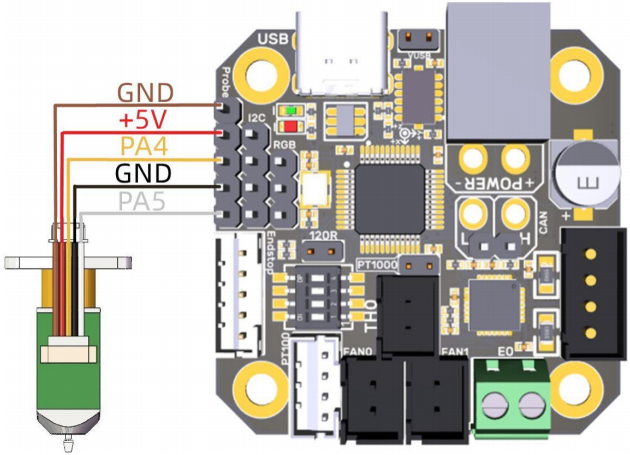 USB
VUSB
Probe
GND
I2C
+5V
RGB
PA4
GND
PA5
-POWER+
CAN
L
H
E
+
120R
Endstop
PT1000
TH0
PT100
FAN0
FAN1
E0